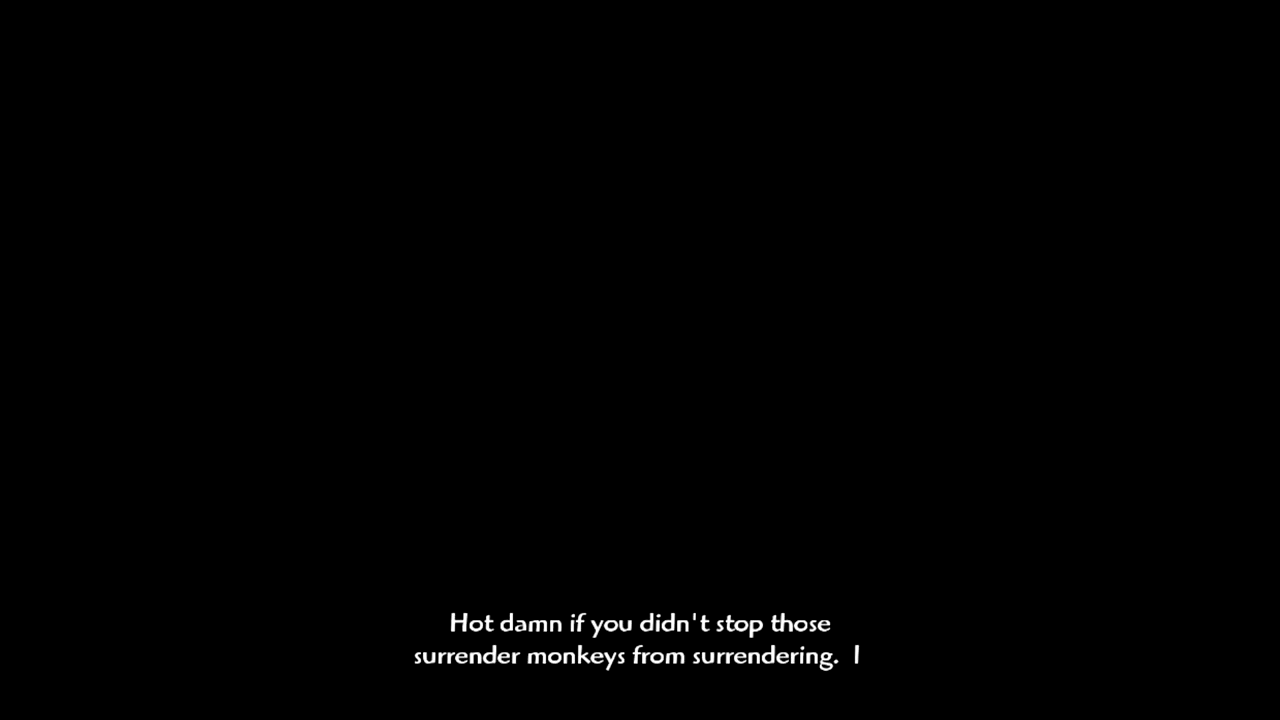 Hot damn if you didn't stop those
surrender monkeys from surrendering.  I